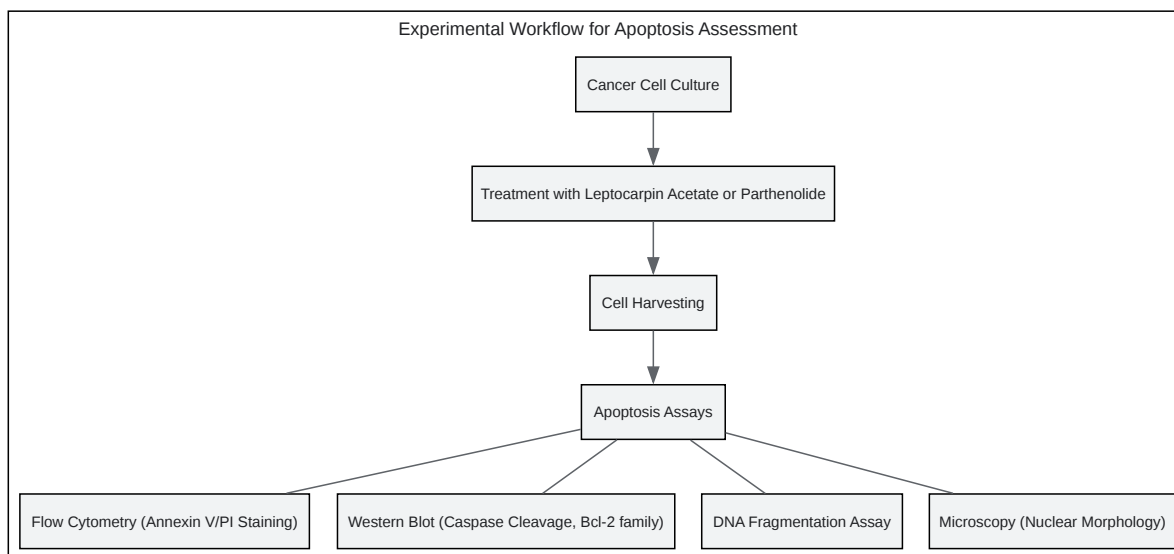 Experimental Workflow for Apoptosis Assessment
Cancer Cell Culture
Treatment with Leptocarpin Acetate or Parthenolide
Cell Harvesting
Apoptosis Assays
Flow Cytometry (Annexin V/PI Staining)
Western Blot (Caspase Cleavage, Bcl-2 family)
DNA Fragmentation Assay
Microscopy (Nuclear Morphology)